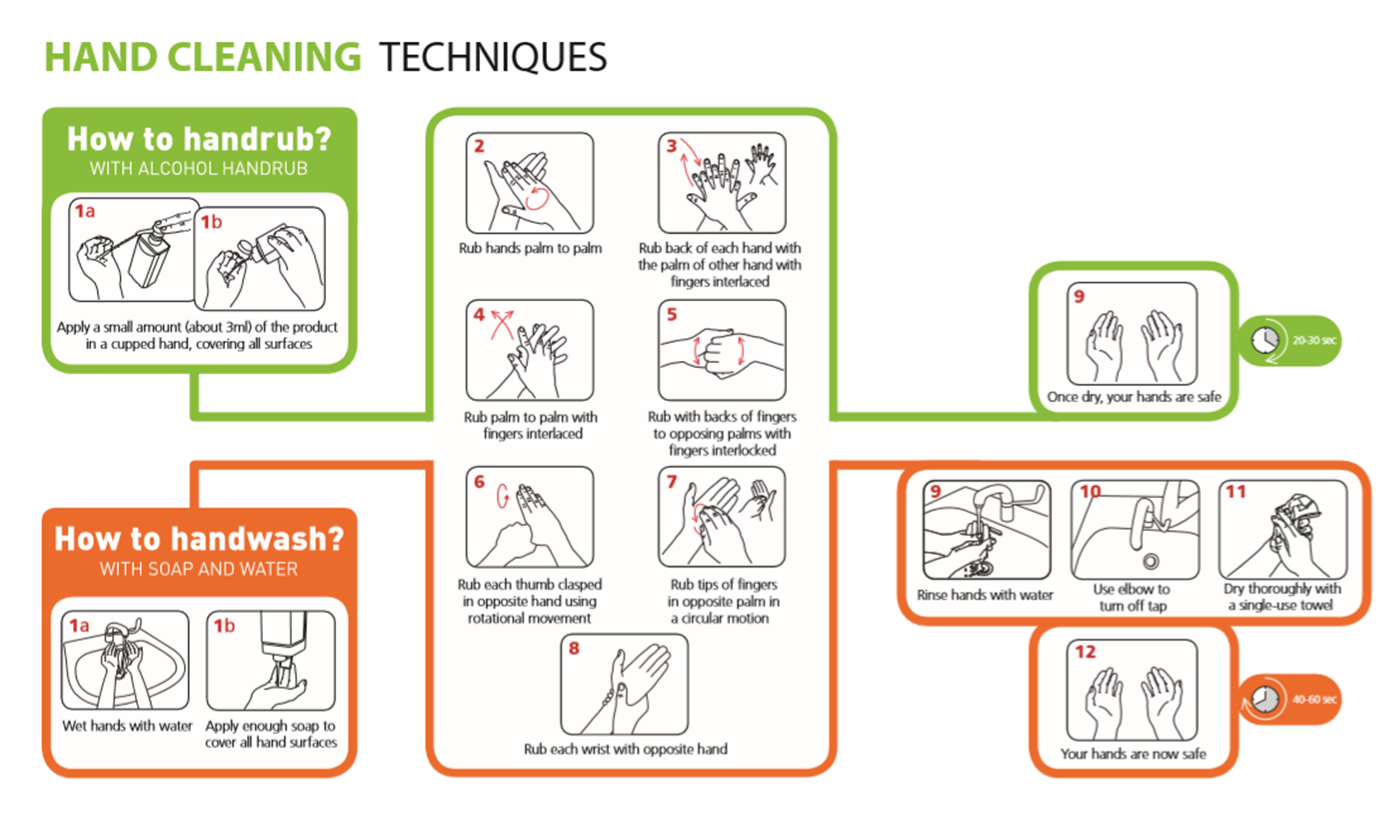 HAND CLEANING TECHNIQUES
How to handrub?
WITH ALCOHOL HANDRUB
1a
1b
Apply a small amount (about 3ml) of the product
in a cupped hand, covering all surfaces
2
Rub hands palm to palm
3
Rub back of each hand with
the palm of other hand with
fingers interlaced
4
Rub palm to palm with
fingers interlaced
5
Rub with backs of fingers
to opposing palms with
fingers interlocked
6
Rub each thumb clasped
in opposite hand using
rotational movement
7
Rub tips of fingers
in opposite palm in
a circular motion
8
Rub each wrist with opposite hand
9
Once dry, your hands are safe
20-30 sec
How to handwash?
WITH SOAP AND WATER
1a
Wet hands with water
1b
Apply enough soap to
cover all hand surfaces
9
Rinse hands with water
10
Use elbow to
turn off tap
11
Dry thoroughly with
a single-use towel
12
Your hands are now safe
40-60 sec